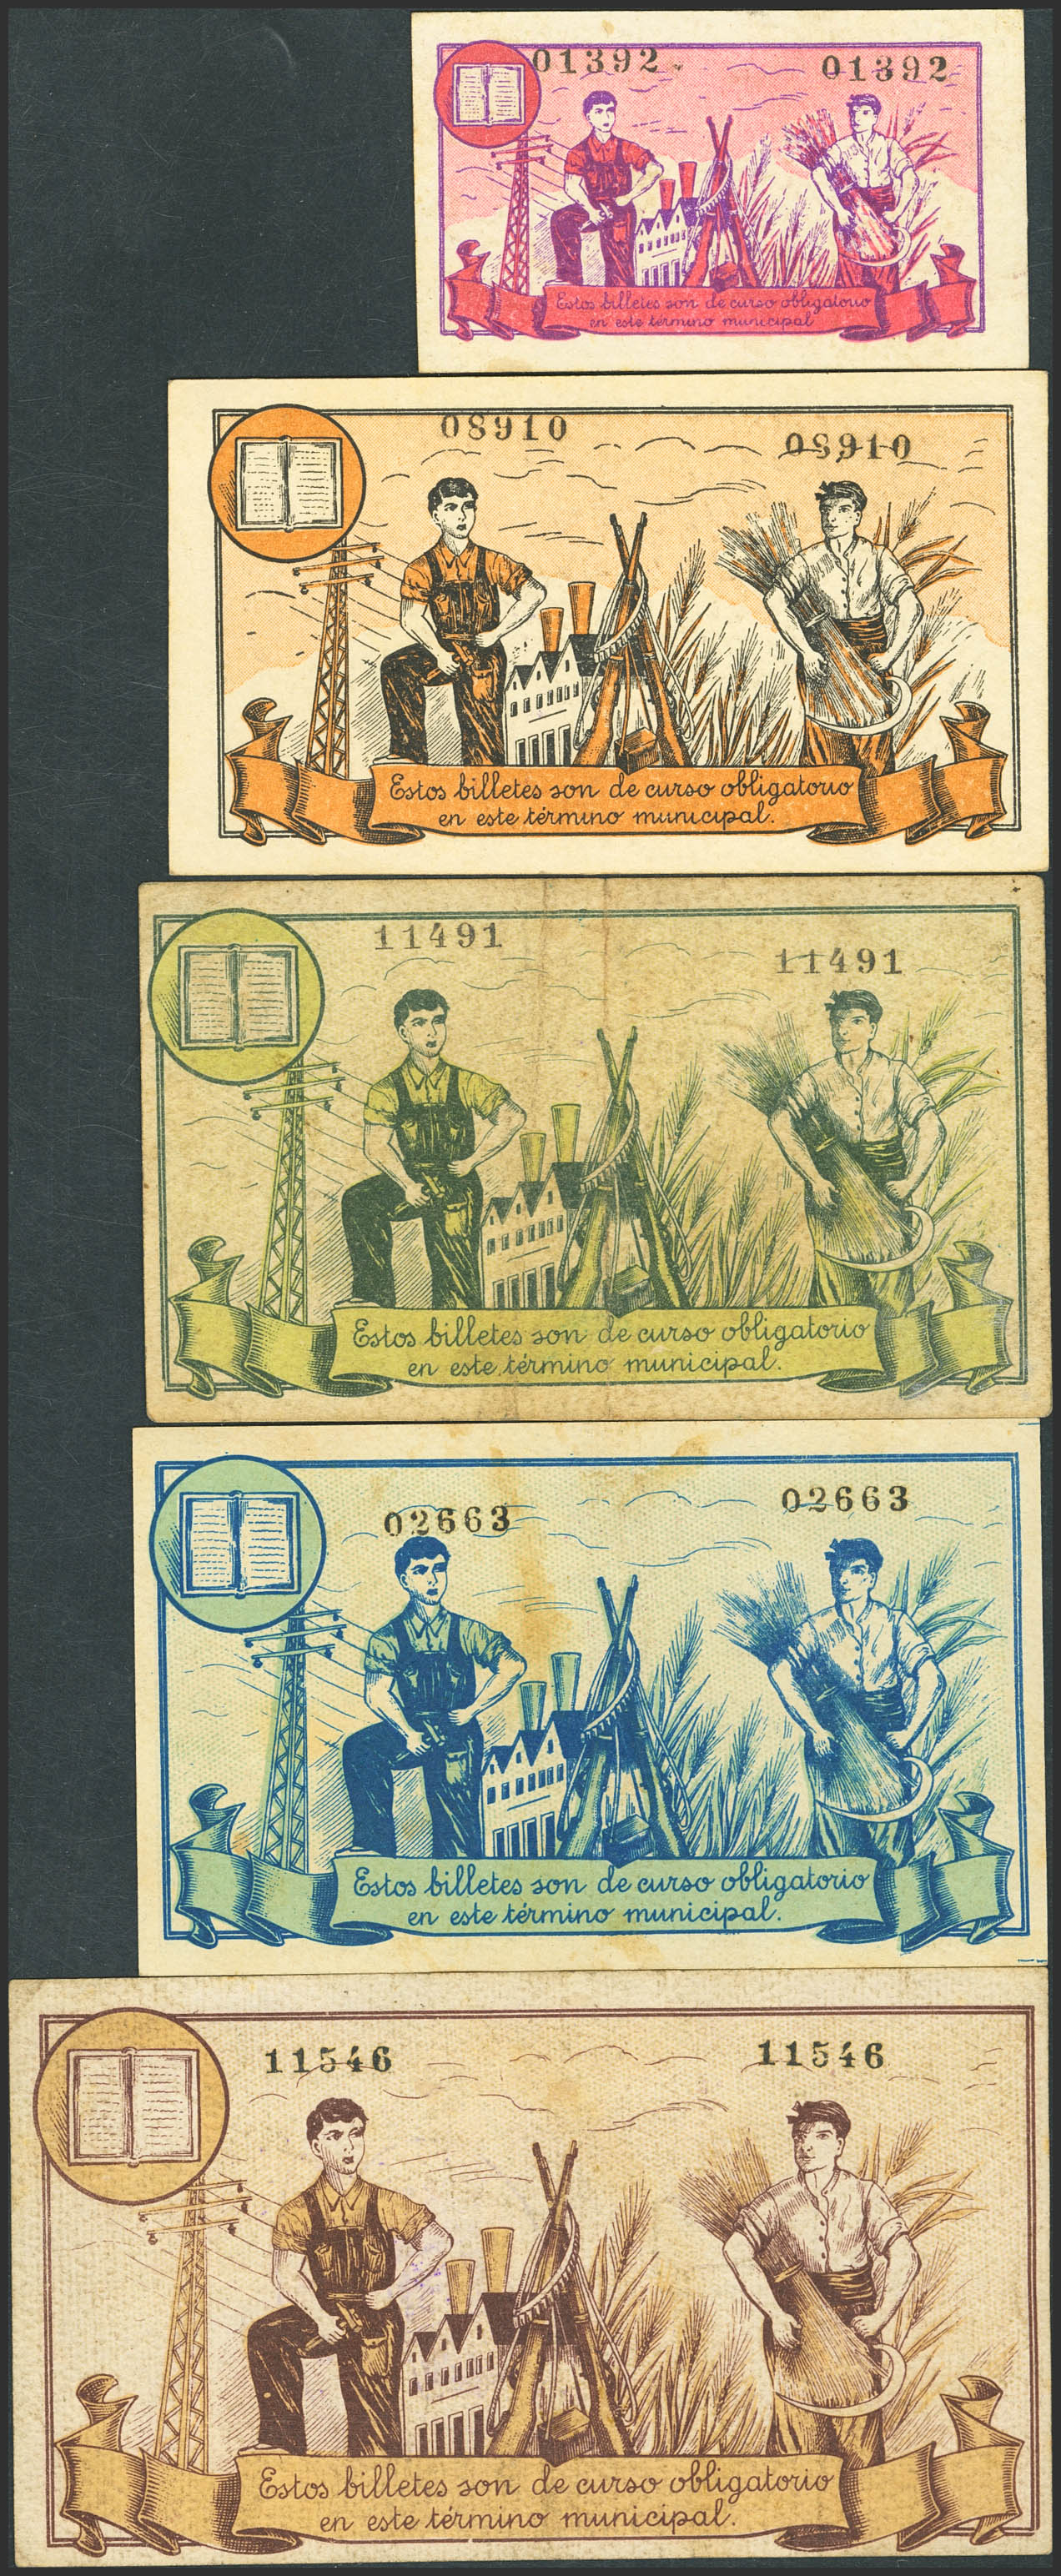 01392 01392
Estos billetes son de curso obligatorio
en este término municipal
08910 08910
Estos billetes son de curso obligatorio
en este término municipal.
11491 11491
Estos billetes son de curso obligatorio
en este término municipal.
02663 02663
Estos billetes son de curso obligatorio
en este término municipal.
11546 11546
Estos billetes son de curso obligatorio
en este término municipal.